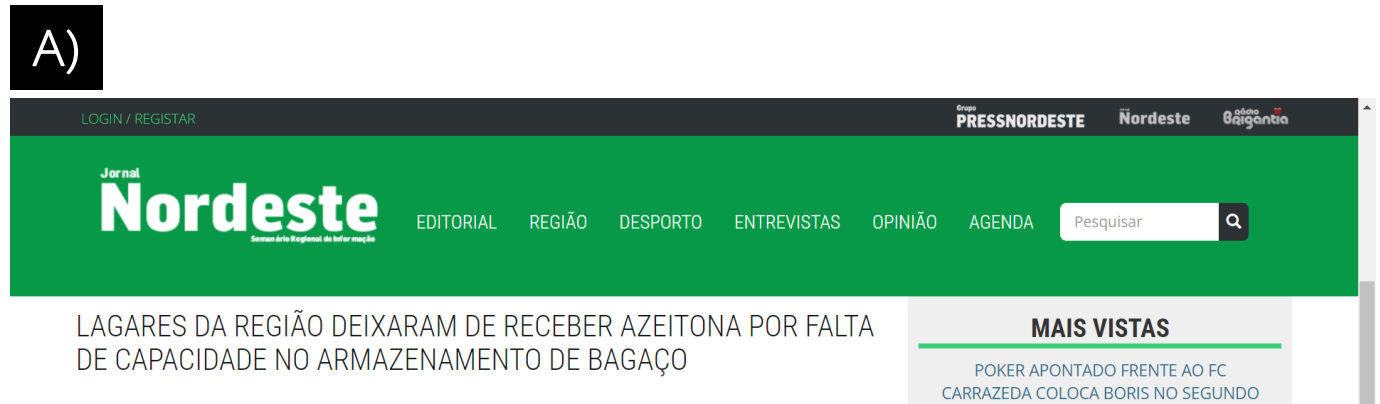 A)
LOGIN / REGISTAR
Grupo
PRESSNORDESTE
Nordeste
rádio
Brigantia
Jornal
Nordeste
Semanário Regional de Informação
EDITORIAL REGIÃO DESPORTO ENTREVISTAS OPINIÃO AGENDA Pesquisar
LAGARES DA REGIÃO DEIXARAM DE RECEBER AZEITONA POR FALTA
DE CAPACIDADE NO ARMAZENAMENTO DE BAGAÇO
MAIS VISTAS
POKER APONTADO FRENTE AO FC
CARRAZEDA COLOCA BORIS NO SEGUNDO